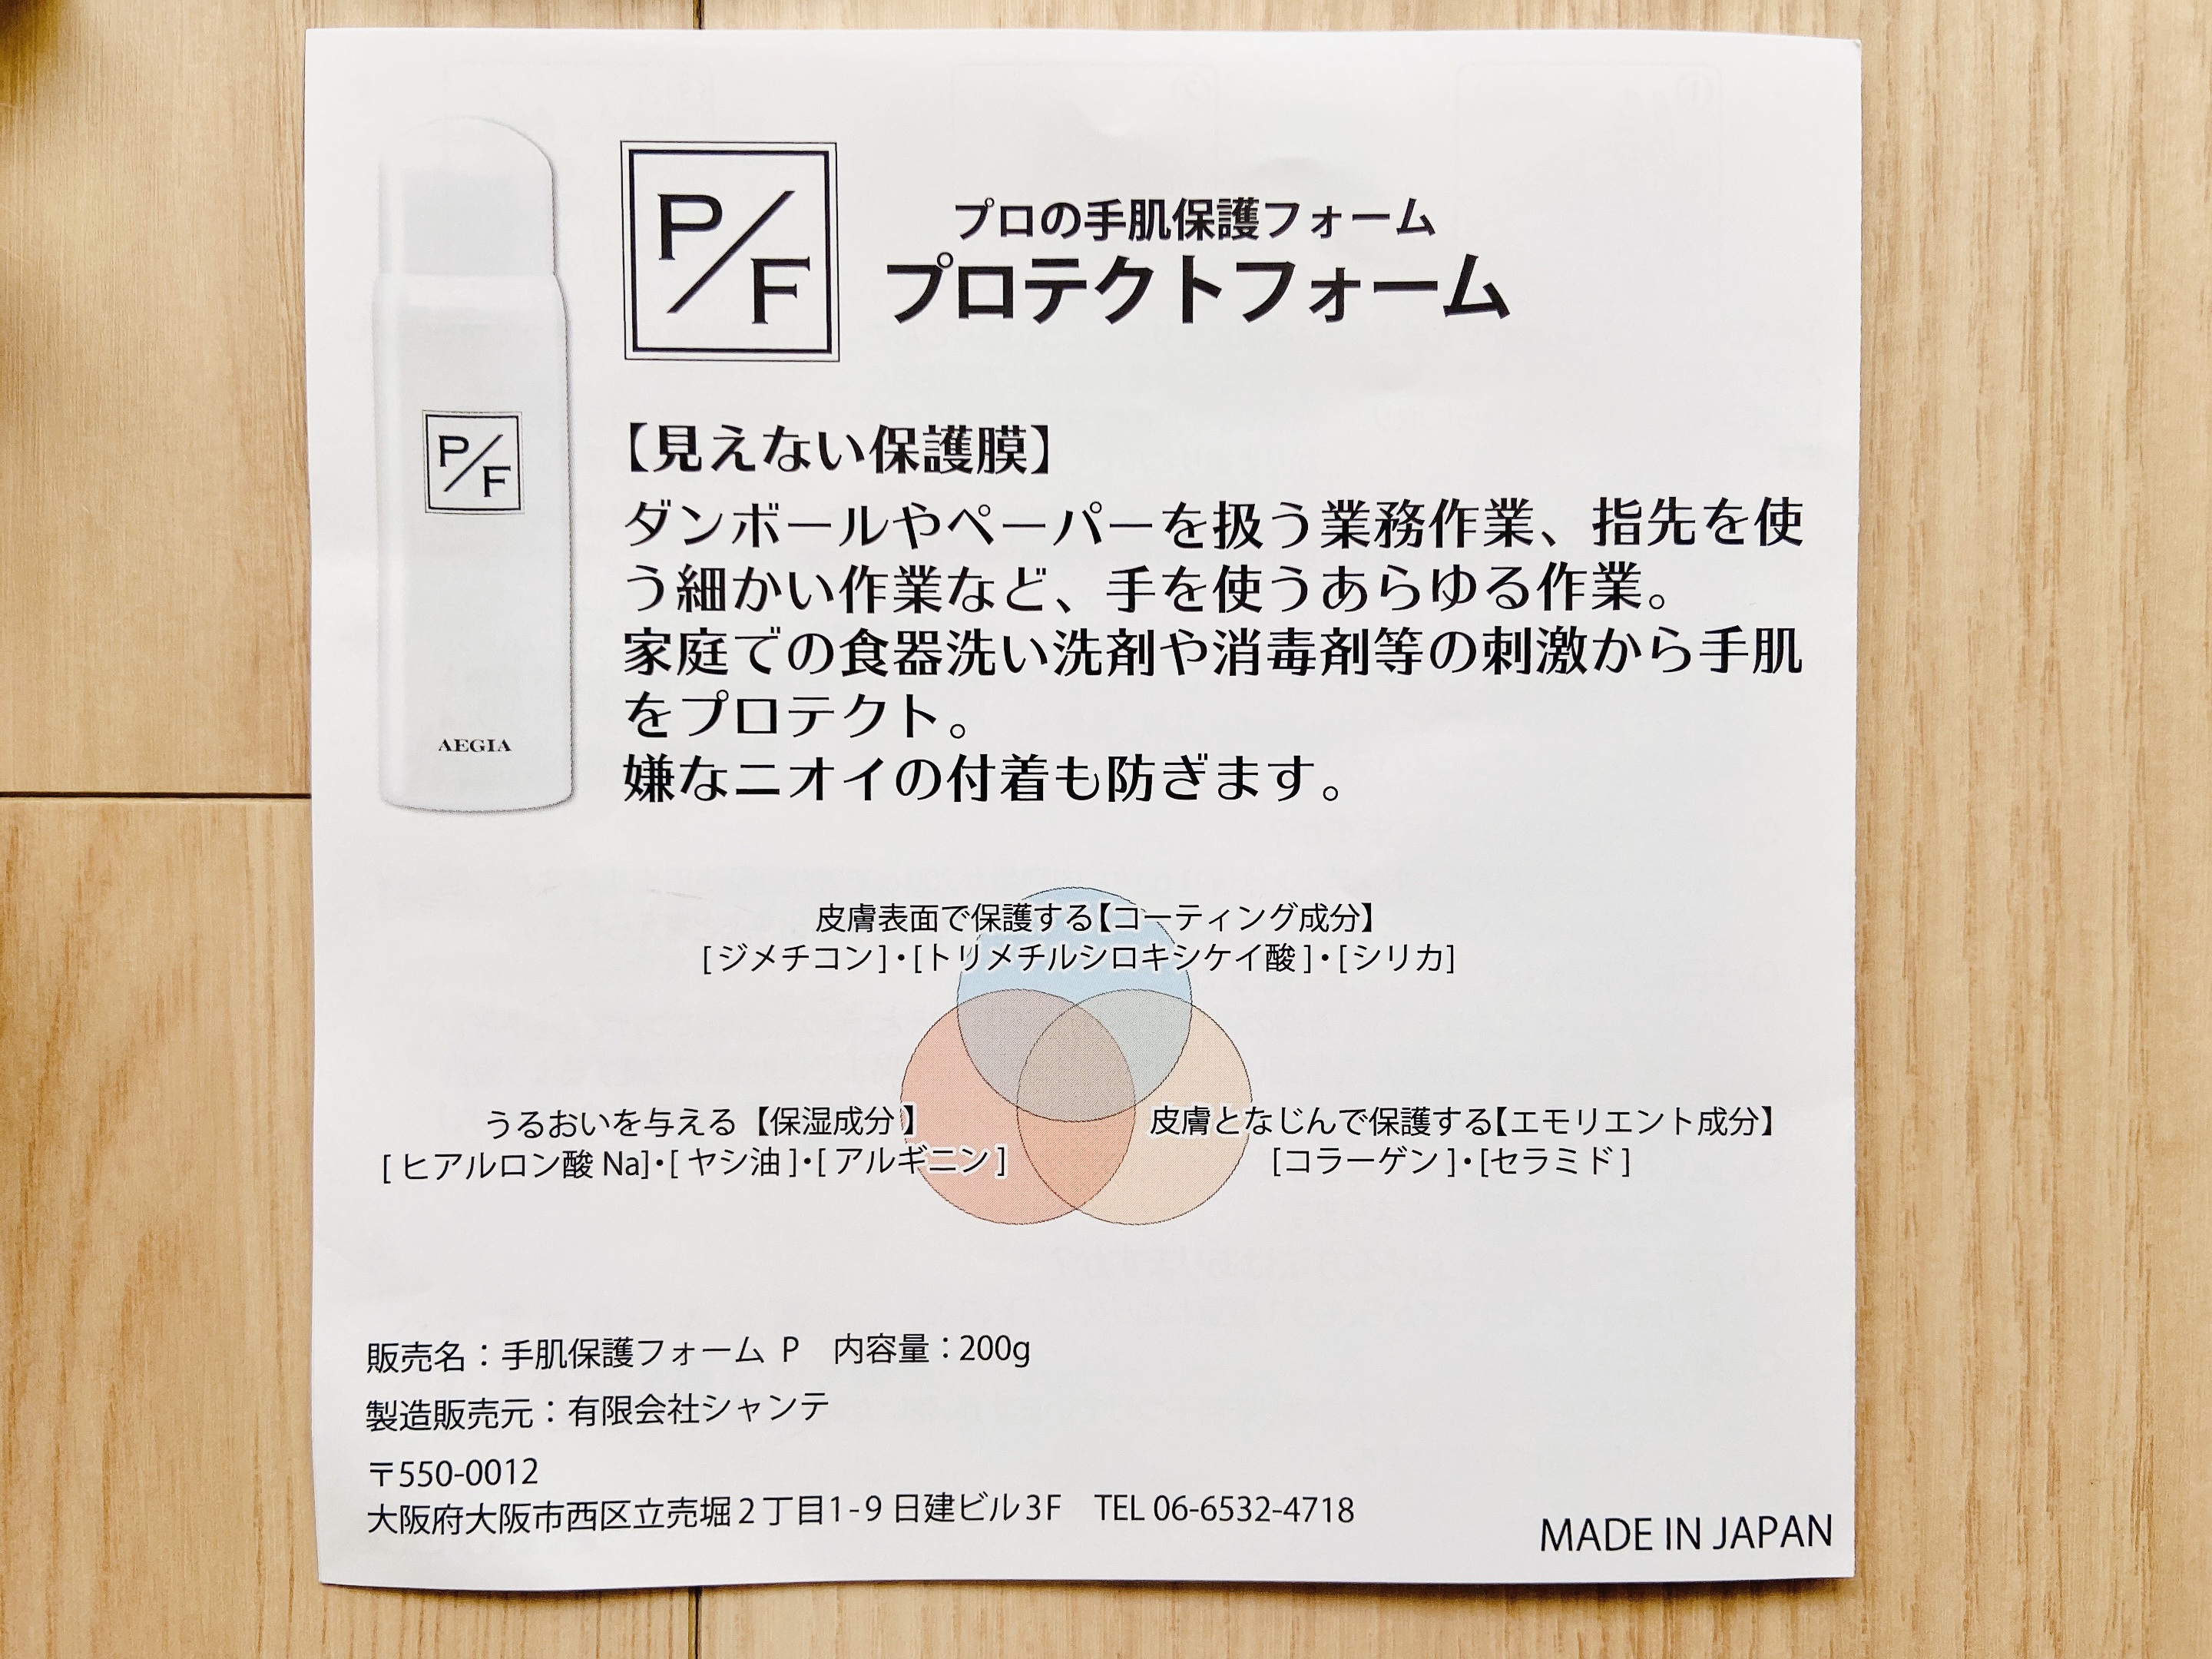 P/F
プロの手肌保護フォーム
プロテクトフォーム
P/F
AEGIA
【見えない保護膜】
ダンボールやペーパーを扱う業務作業、指先を使
う細かい作業など、手を使うあらゆる作業。
家庭での食器洗い洗剤や消毒剤等の刺激から手肌
をプロテクト。
嫌なニオイの付着も防ぎます。
皮膚表面で保護する【コーティング成分】
[ジメチコン]・[トリメチルシロキシケイ酸]・[シリカ]
うるおいを与える【保湿成分】
[ヒアルロン酸 Na]・[ヤシ油]・[アルギニン]
皮膚となじんで保護する【エモリエント成分】
[コラーゲン]・[セラミド]
販売名：手肌保護フォーム P　内容量：200g
製造販売元：有限会社シャンテ
〒550-0012
大阪府大阪市西区立売堀2丁目1-9 日建ビル3F　TEL 06-6532-4718
MADE IN JAPAN